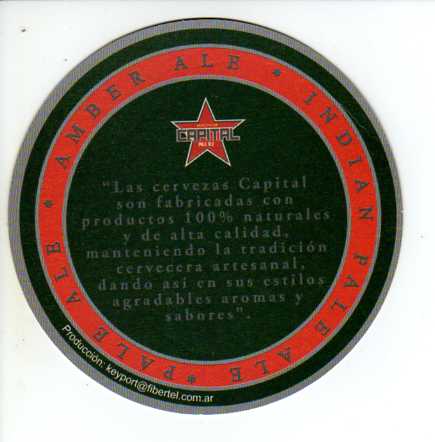 * AMBER ALE * INDIAN PALE ALE * PALE ALE
CAPITAL
"Las cervezas Capital
son fabricadas con
productos 100% naturales
y de alta calidad,
manteniendo la tradición
cervecera artesanal,
dando así en sus estilos
agradables aromas y
sabores".
Producción: keyport@fibertel.com.ar